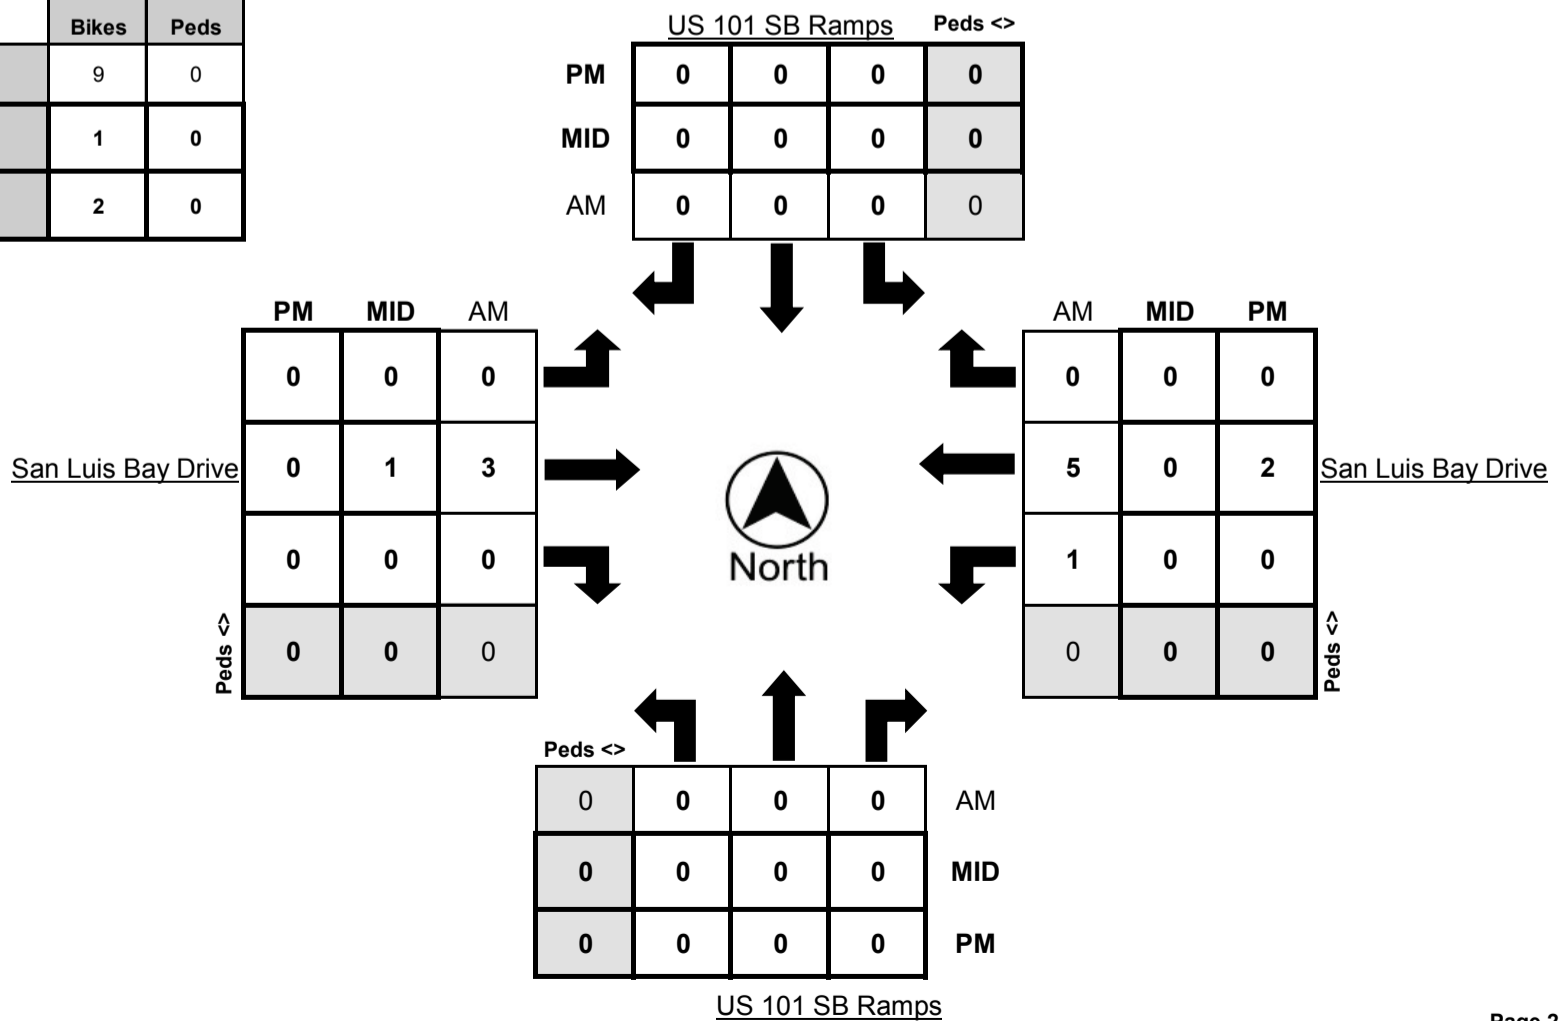 Bikes Peds
9 0
1 0
2 0
US 101 SB Ramps Peds <>
PM 0 0 0 0
MID 0 0 0 0
AM 0 0 0 0
PM MID AM
0 0 0
San Luis Bay Drive 0 1 3
0 0 0
Peds <> 0 0 0
North
AM MID PM
0 0 0
5 0 2 San Luis Bay Drive
1 0 0
0 0 0 Peds <>
Peds <>
0 0 0 0 AM
0 0 0 0 MID
0 0 0 0 PM
US 101 SB Ramps
Page 2